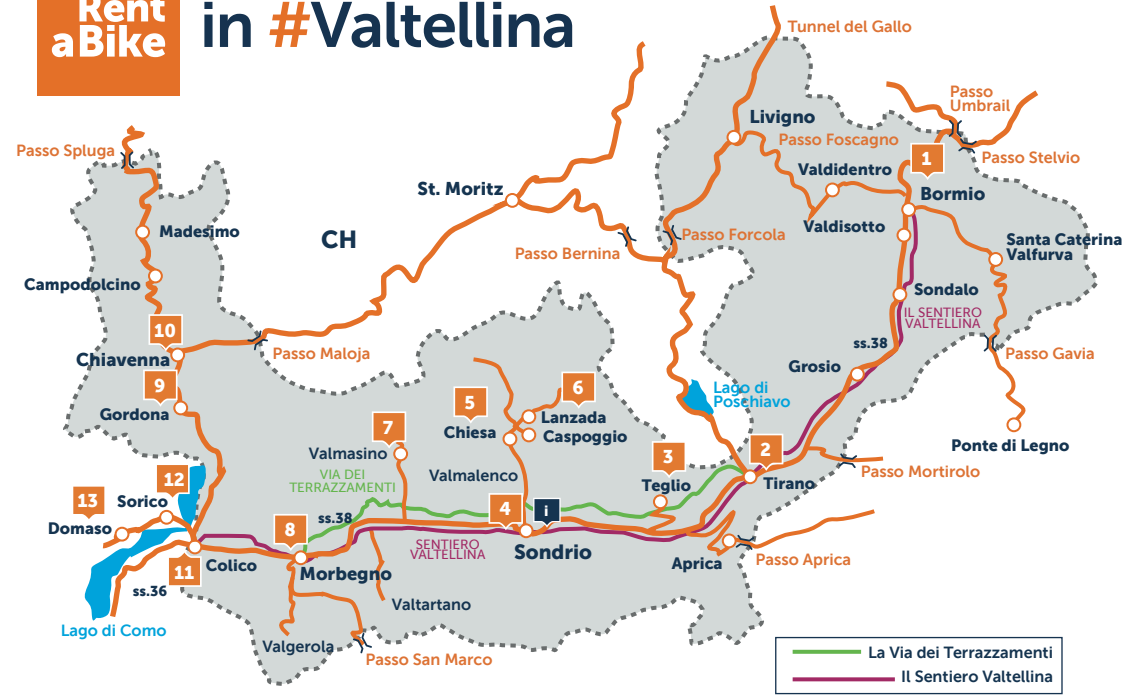 Rent
aBike
in #Valtellina
Tunnel del Gallo
Passo
Umbrail
Livigno
Passo Foscagno
Passo Spluga
1
Passo Stelvio
Valdidentro
St. Moritz
Bormio
Madesimo
CH
Passo Forcola
Valdisotto
Passo Bernina
Santa Caterina
Valfurva
Campodolcino
Sondalo
IL SENTIERO
VALTELLINA
10
ss.38
Chiavenna
Passo Maloja
Passo Gavia
Grosio
9
Gordona
5
6
Lago di
Poschiavo
Lanzada
Chiesa
Caspoggio
7
Ponte di Legno
Valmasino
3
2
Passo Mortirolo
VIA DEI
TERRAZZAMENTI
Valmalenco
Teglio
Tirano
12
13
Sorico
Domaso
4
i
ss.38
8
SENTIERO
VALTELLINA
Sondrio
Passo Aprica
Aprica
11
Colico
Morbegno
ss.36
Valtartano
Lago di Como
Valgerola
Passo San Marco
La Via dei Terrazzamenti
Il Sentiero Valtellina